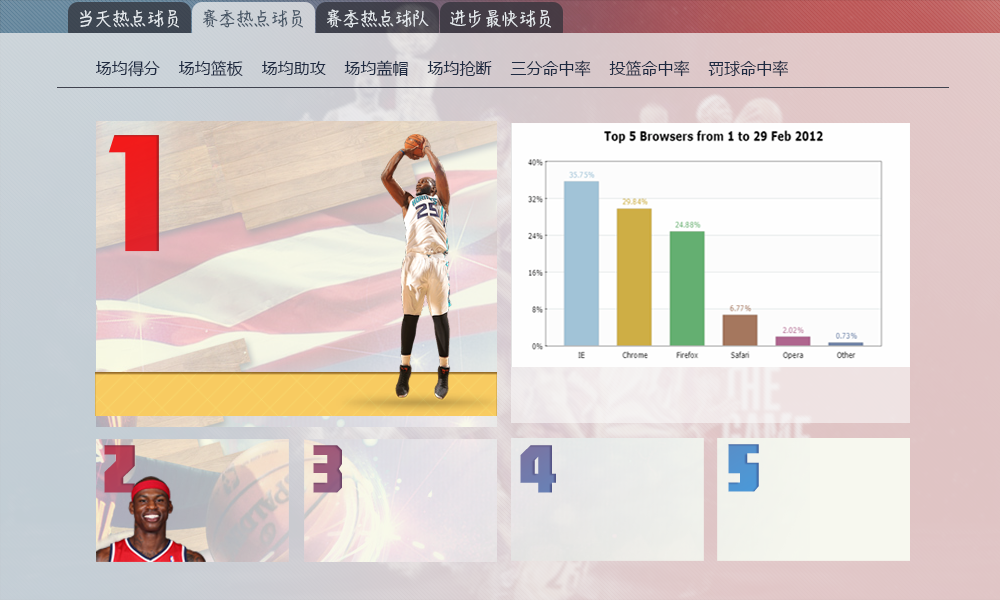 当天热点球员 赛季热点球员 赛季热点球队 进步最快球员
场均得分 场均篮板 场均助攻 场均盖帽 场均抢断 三分命中率 投篮命中率 罚球命中率
1
25
Top 5 Browsers from 1 to 29 Feb 2012
40%
32%
24%
16%
8%
0%
35.75%
29.84%
24.88%
6.77%
2.02%
0.73%
IE Chrome Firefox Safari Opera Other
THE
GAME
2 3 4 5